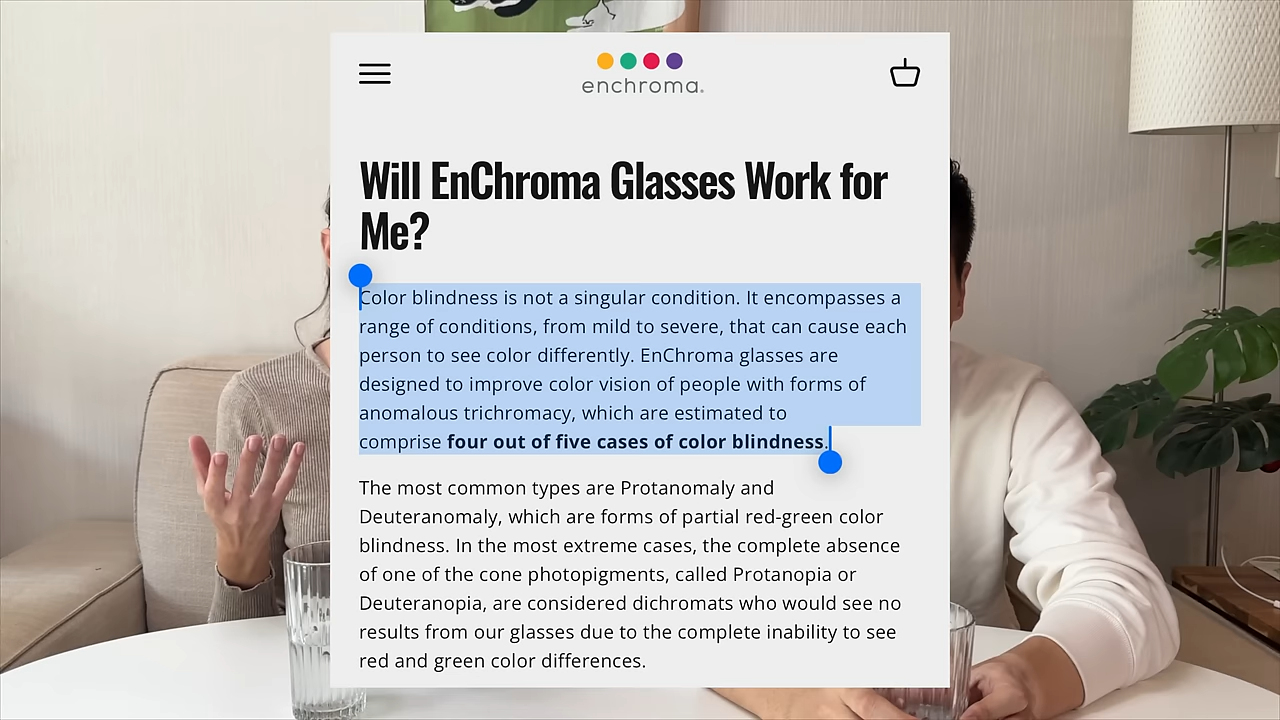 enchroma.
Will EnChroma Glasses Work for
Me?
Color blindness is not a singular condition. It encompasses a
range of conditions, from mild to severe, that can cause each
person to see color differently. EnChroma glasses are
designed to improve color vision of people with forms of
anomalous trichromacy, which are estimated to
comprise four out of five cases of color blindness.
The most common types are Protanomaly and
Deuteranomaly, which are forms of partial red-green color
blindness. In the most extreme cases, the complete absence
of one of the cone photopigments, called Protanopia or
Deuteranopia, are considered dichromats who would see no
results from our glasses due to the complete inability to see
red and green color differences.